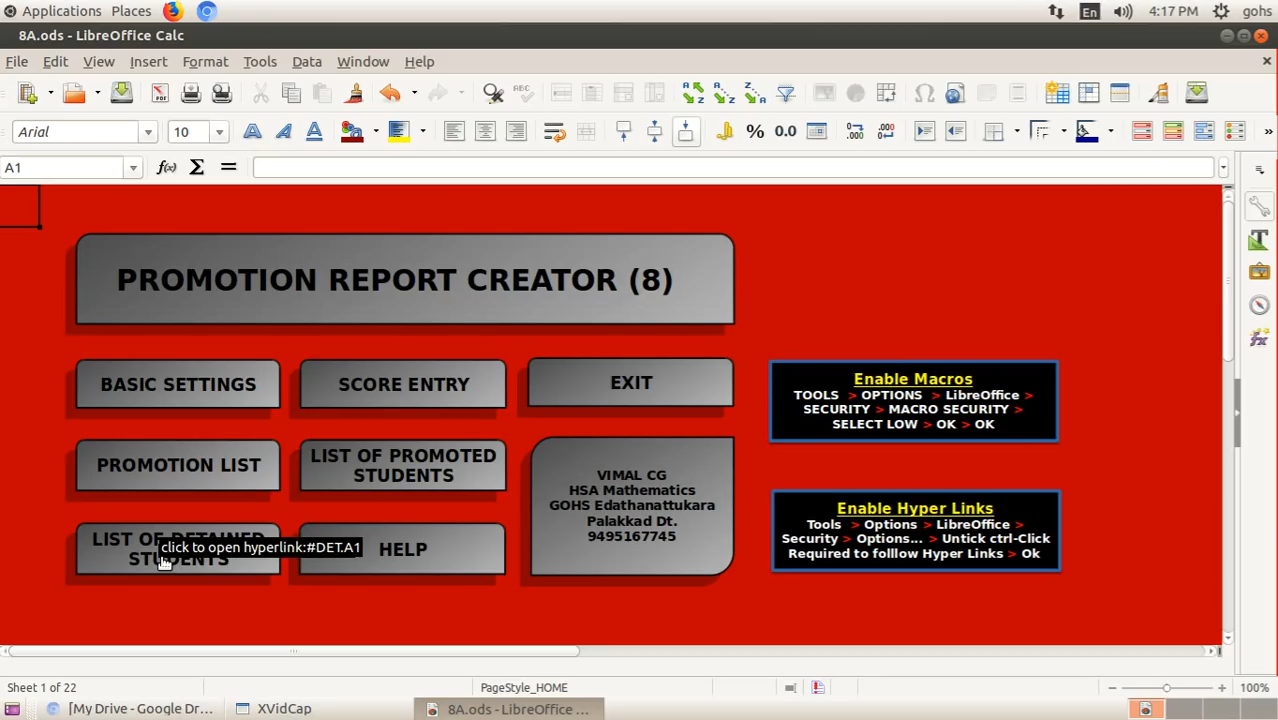 Applications Places En 4:17 PM gohs
8A.ods - LibreOffice Calc
File Edit View Insert Format Tools Data Window Help
Arial 10
A1
PROMOTION REPORT CREATOR (8)
BASIC SETTINGS
SCORE ENTRY
EXIT
PROMOTION LIST
LIST OF PROMOTED
STUDENTS
LIST OF DETAINED
STUDENTS
click to open hyperlink:#DET.A1
HELP
VIMAL CG
HSA Mathematics
GOHS Edathanattukara
Palakkad Dt.
9495167745
Enable Macros
TOOLS > OPTIONS > LibreOffice >
SECURITY > MACRO SECURITY >
SELECT LOW > OK > OK
Enable Hyper Links
Tools > Options > LibreOffice >
Security > Options... > Untick ctrl-Click
Required to folllow Hyper Links > Ok
Sheet 1 of 22 PageStyle_HOME 100%
[My Drive - Google Dr... XVidCap 8A.ods - LibreOffice ...